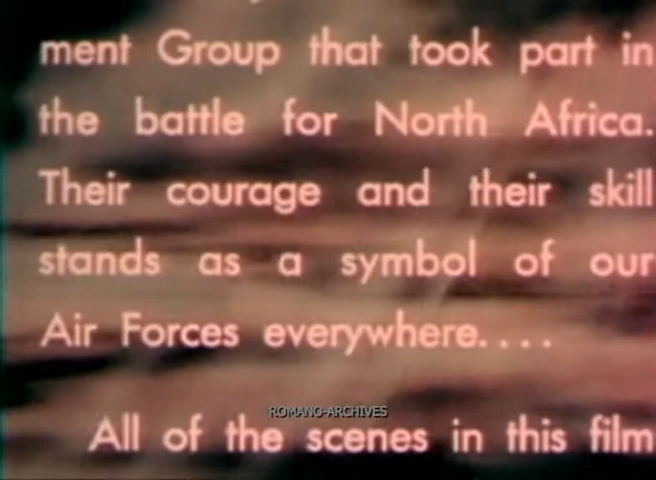 ment Group that took part in
the battle for North Africa.
Their courage and their skill
stands as a symbol of our
Air Forces everywhere....
ROMANO-ARCHIVES
All of the scenes in this film